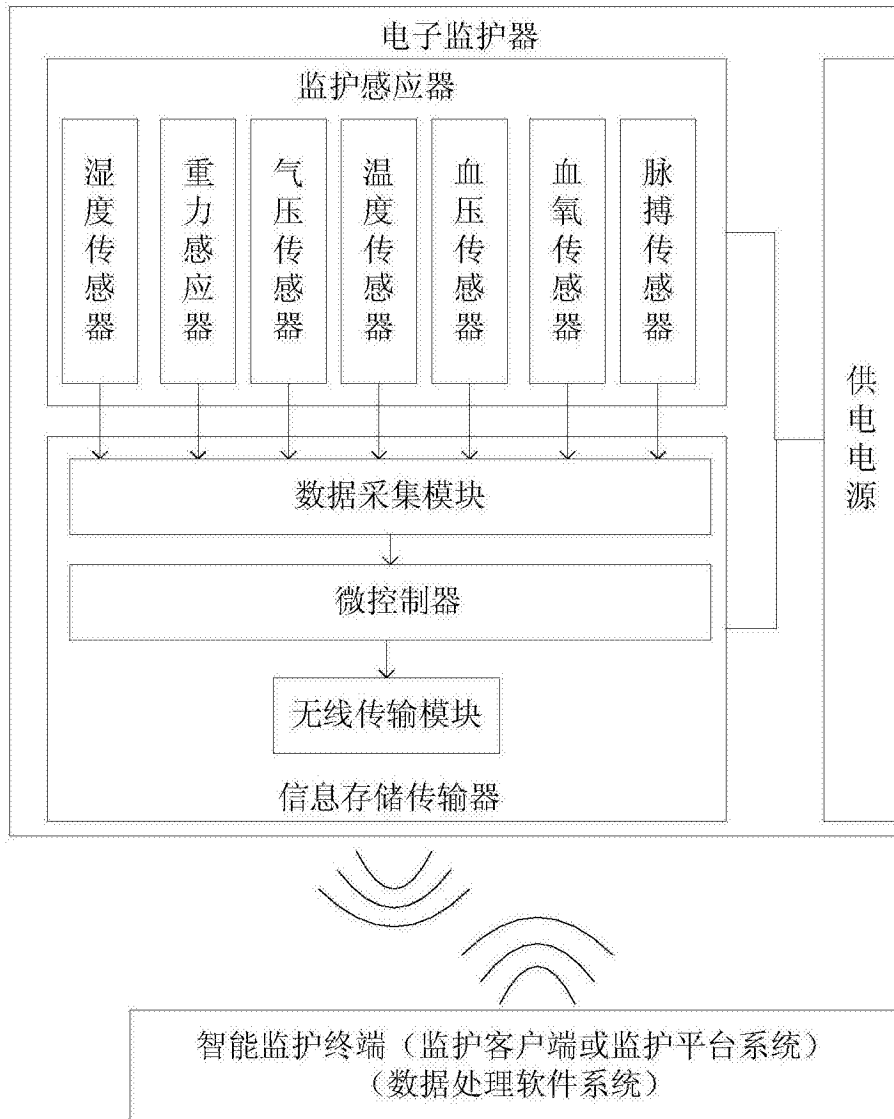 电子监护器
监护感应器
湿度传感器
重力感应器
气压传感器
温度传感器
血压传感器
血氧传感器
脉搏传感器
供电电源
数据采集模块
微控制器
无线传输模块
信息存储传输器
智能监护终端（监护客户端或监护平台系统）
（数据处理软件系统）